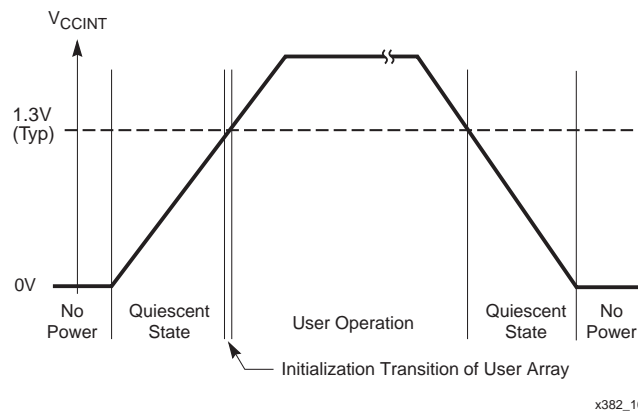 VCCINT
1.3V
(Typ)
0V
No
Power
Quiescent
State
User Operation
Quiescent
State
No
Power
Initialization Transition of User Array